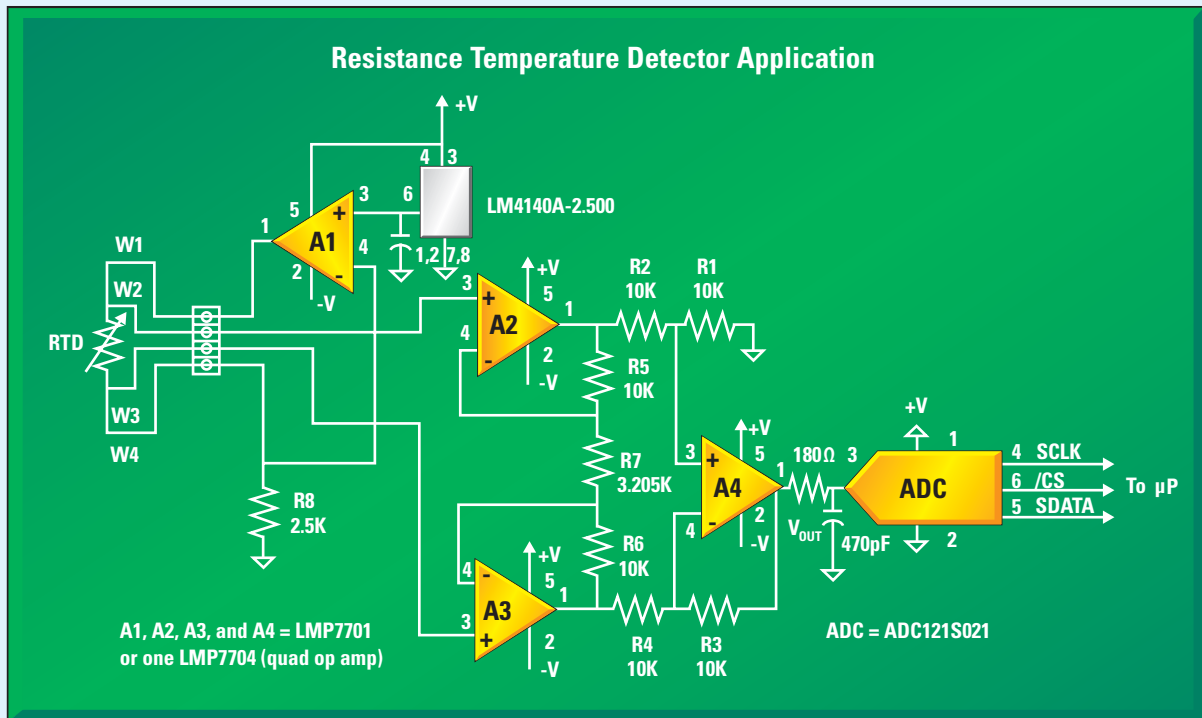 Resistance Temperature Detector Application
+V
4 3
LM4140A-2.500
6
1,2 7,8
5
3
+
A1
1
4
-
2
-V
W1
W2
RTD
W3
W4
R8
2.5K
+V
3
+
5
1
A2
4
-
2
-V
R2
10K
R1
10K
R5
10K
R7
3.205K
R6
10K
+V
4
-
5
1
A3
3
+
2
-V
R4
10K
R3
10K
+V
3
+
5
1
A4
4
-
2
-V
180Ω
VOUT
470pF
+V
3
1
ADC
2
4 SCLK
6 /CS
5 SDATA
To µP
A1, A2, A3, and A4 = LMP7701
or one LMP7704 (quad op amp)
ADC = ADC121S021